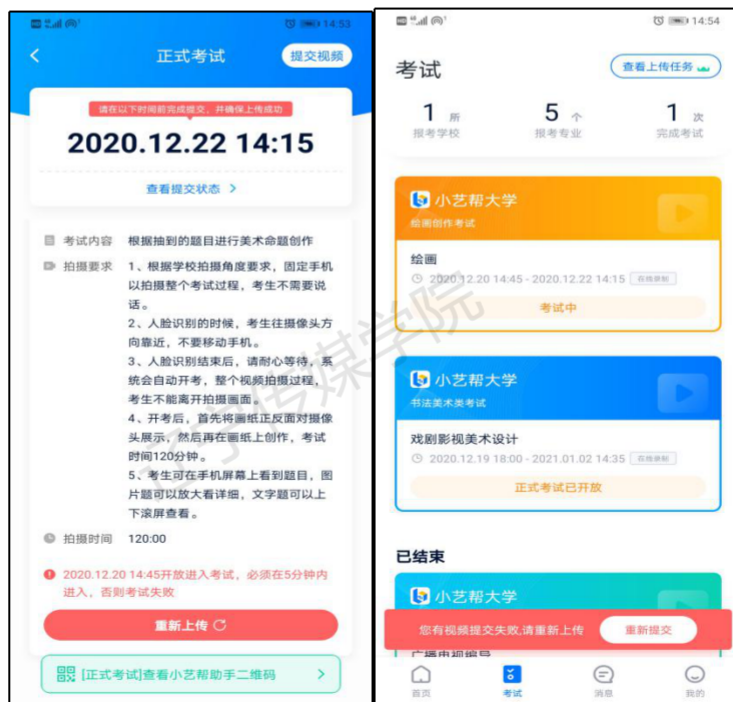 14:53
正式考试
提交视频
请在以下时间前完成提交，并确保上传成功
2020.12.22 14:15
查看提交状态 >
考试内容 根据抽到的题目进行美术命题创作
拍摄要求 1、根据学校拍摄角度要求，固定手机
以拍摄整个考试过程，考生不需要说
话。
2、人脸识别的时候，考生往摄像头方
向靠近，不要移动手机。
3、人脸识别结束后，请耐心等待，系
统会自动开考，整个视频拍摄过程，
考生不能离开拍摄画面。
4、开考后，首先将画纸正反面对摄像
头展示，然后再在画纸上创作，考试
时间120分钟。
5、考生可在手机屏幕上看到题目，图
片题可以放大看详细，文字题可以上
下滚屏查看。
拍摄时间 120:00
2020.12.20 14:45开放进入考试，必须在5分钟内
进入，否则考试失败
重新上传
[正式考试]查看小艺帮助手二维码 >
14:54
考试
查看上传任务
1 所
报考学校
5 个
报考专业
1 次
完成考试
小艺帮大学
绘画创作考试
绘画
2020.12.20 14:45 - 2020.12.22 14:15 在线录制
考试中
小艺帮大学
书法美术类考试
戏剧影视美术设计
2020.12.19 18:00 - 2021.01.02 14:35 在线录制
正式考试已开放
已结束
小艺帮大学
您有视频提交失败,请重新上传
重新提交
广播电视编导
首页
考试
消息
我的
辽宁传媒学院